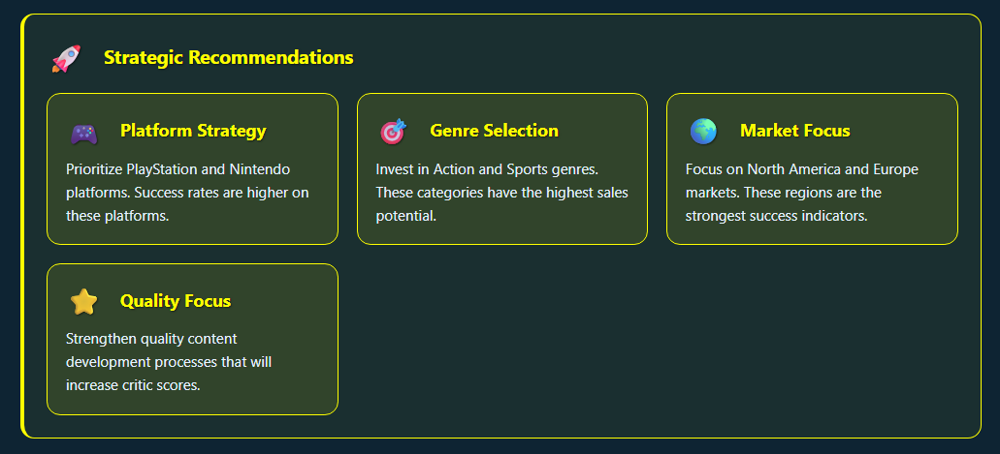 Strategic Recommendations
Platform Strategy
Prioritize PlayStation and Nintendo
platforms. Success rates are higher on
these platforms.
Genre Selection
Invest in Action and Sports genres.
These categories have the highest sales
potential.
Market Focus
Focus on North America and Europe
markets. These regions are the
strongest success indicators.
Quality Focus
Strengthen quality content
development processes that will
increase critic scores.